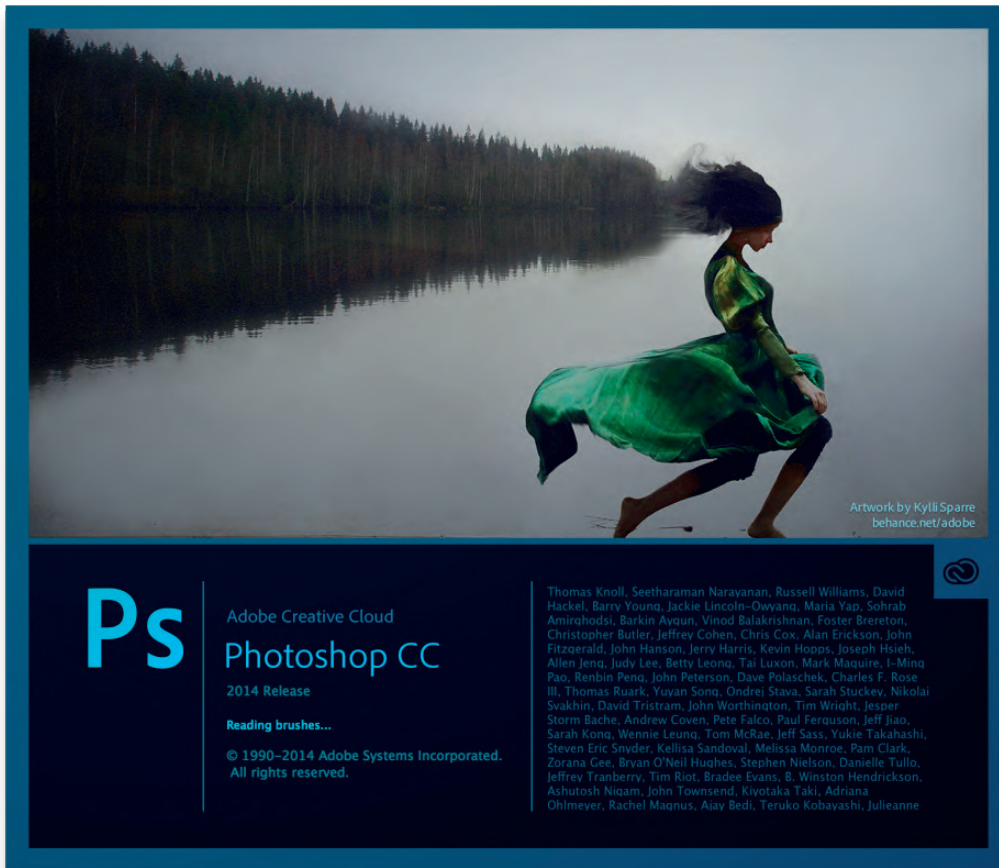 Artwork by Kylli Sparre
behance.net/adobe
Ps
Adobe Creative Cloud
Photoshop CC
2014 Release
Reading brushes...
© 1990–2014 Adobe Systems Incorporated.
All rights reserved.
Thomas Knoll, Seetharaman Narayanan, Russell Williams, David
Hackel, Barry Young, Jackie Lincoln-Owyang, Maria Yap, Sohrab
Amirghodsi, Barkin Aygun, Vinod Balakrishnan, Foster Brereton,
Christopher Butler, Jeffrey Cohen, Chris Cox, Alan Erickson, John
Fitzgerald, John Hanson, Jerry Harris, Kevin Hopps, Joseph Hsieh,
Allen Jeng, Judy Lee, Betty Leong, Tai Luxon, Mark Maguire, I-Ming
Pao, Renbin Peng, John Peterson, Dave Polaschek, Charles F. Rose
III, Thomas Ruark, Yuyan Song, Ondrej Stava, Sarah Stuckey, Nikolai
Svakhin, David Tristram, John Worthington, Tim Wright, Jesper
Storm Bache, Andrew Coven, Pete Falco, Paul Ferguson, Jeff Jiao,
Sarah Kong, Wennie Leung, Tom McRae, Jeff Sass, Yukie Takahashi,
Steven Eric Snyder, Kellisa Sandoval, Melissa Monroe, Pam Clark,
Zorana Gee, Bryan O'Neil Hughes, Stephen Nielson, Danielle Tullo,
Jeffrey Tranberry, Tim Riot, Bradee Evans, B. Winston Hendrickson,
Ashutosh Nigam, John Townsend, Kiyotaka Taki, Adriana
Ohlmeyer, Rachel Magnus, Ajay Bedi, Teruko Kobayashi, Julieanne